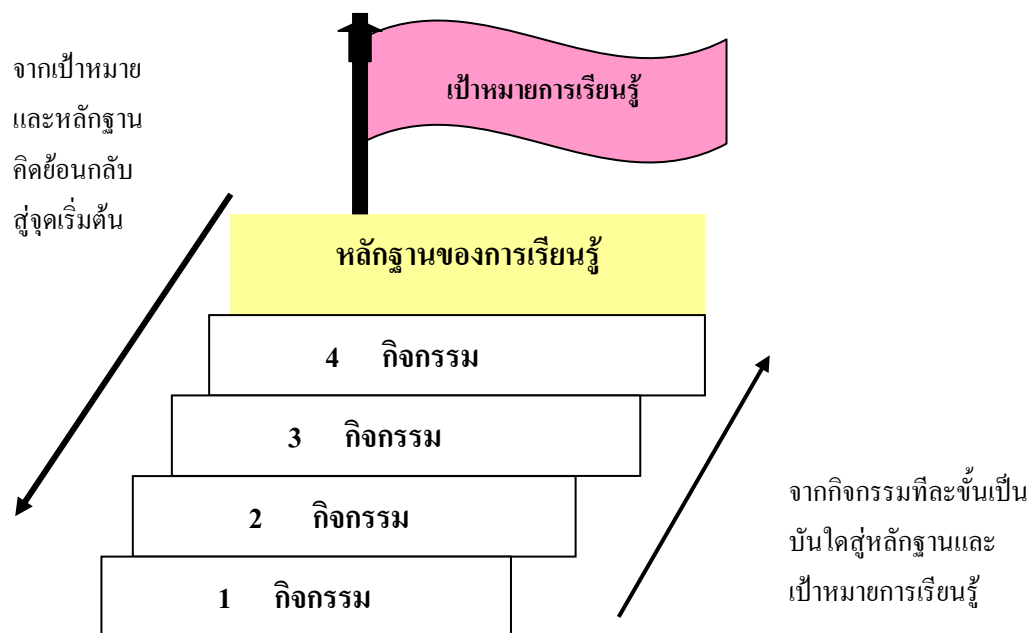 จากเป้าหมาย
และหลักฐาน
คิดย้อนกลับ
สู่จุดเริ่มต้น
เป้าหมายการเรียนรู้
หลักฐานของการเรียนรู้
4 กิจกรรม
3 กิจกรรม
2 กิจกรรม
1 กิจกรรม
จากกิจกรรมทีละขั้นเป็น
บันใดสู่หลักฐานและ
เป้าหมายการเรียนรู้